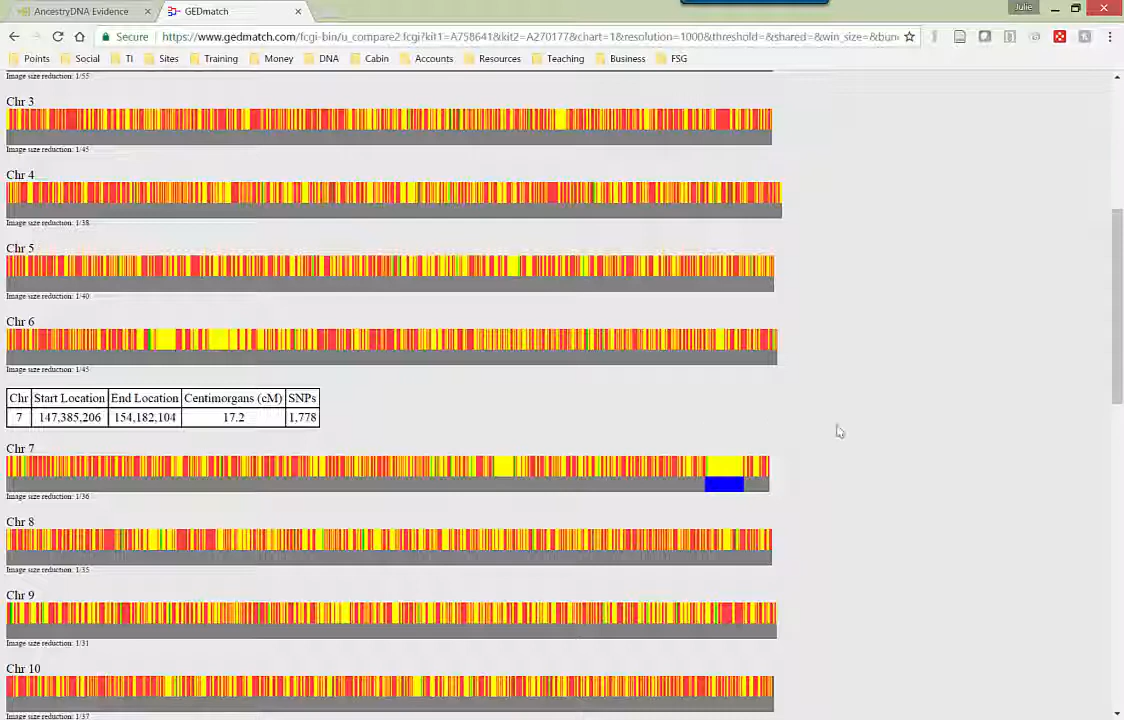 AncestryDNA Evidence
GEDmatch
Julie
Secure
https://www.gedmatch.com/fcgi-bin/u_compare2.fcgi?kit1=A758641&kit2=A270177&chart=1&resolution=1000&threshold=&shared=&win_size=&bun
Points Social TI Sites Training Money DNA Cabin Accounts Resources Teaching Business FSG
Image size reduction: 1/55
Chr 3
Image size reduction: 1/45
Chr 4
Image size reduction: 1/38
Chr 5
Image size reduction: 1/40
Chr 6
Image size reduction: 1/45
Chr Start Location End Location Centimorgans (cM) SNPs
7 147,385,206 154,182,104 17.2 1,778
Chr 7
Image size reduction: 1/36
Chr 8
Image size reduction: 1/35
Chr 9
Image size reduction: 1/31
Chr 10
Image size reduction: 1/37